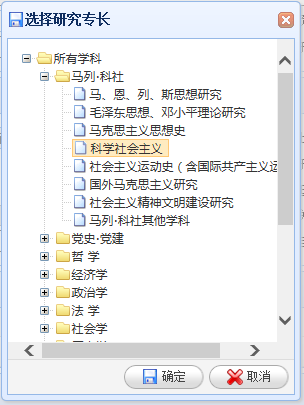 选择研究专长
所有学科
马列·科社
马、恩、列、斯思想研究
毛泽东思想、邓小平理论研究
马克思主义思想史
科学社会主义
社会主义运动史（含国际共产主义运
国外马克思主义研究
社会主义精神文明建设研究
马列·科社其他学科
党史·党建
哲 学
经济学
政治学
法 学
社会学
确定
取消